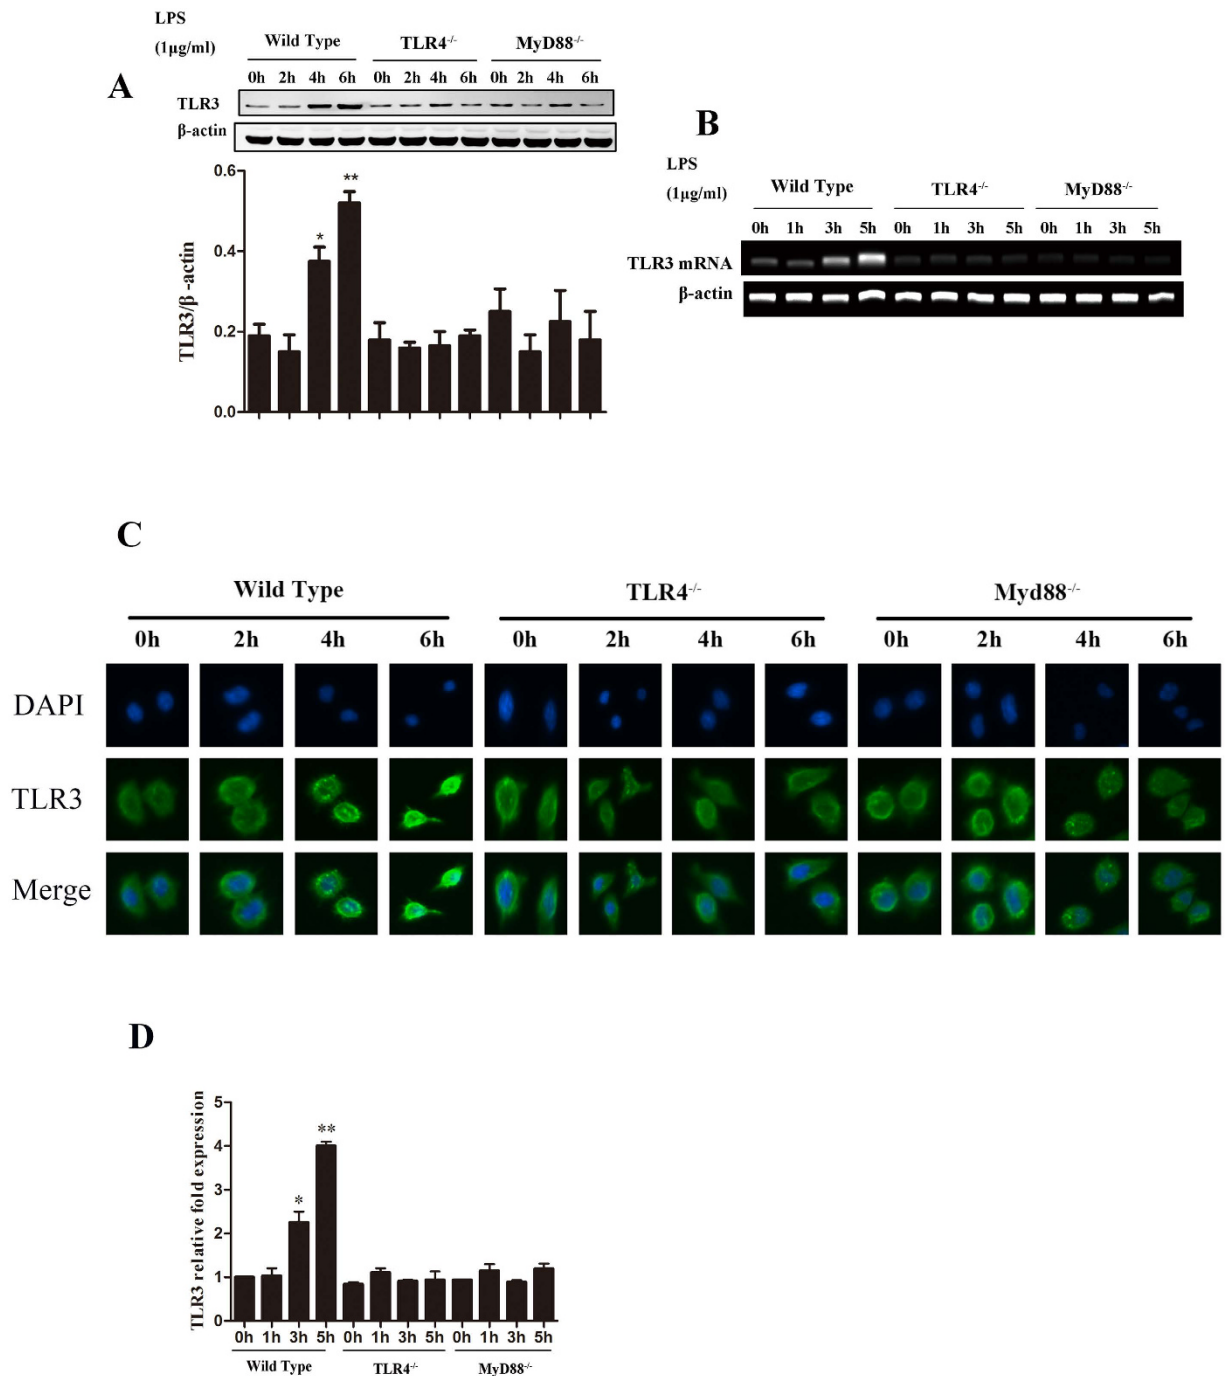 A
LPS
(1μg/ml)
Wild Type TLR4-/- MyD88-/-
0h 2h 4h 6h 0h 2h 4h 6h 0h 2h 4h 6h
TLR3
β-actin
TLR3/β -actin
0.6
0.4
0.2
0.0
*
**
B
LPS
(1μg/ml)
Wild Type TLR4-/- MyD88-/-
0h 1h 3h 5h 0h 1h 3h 5h 0h 1h 3h 5h
TLR3 mRNA
β-actin
C
Wild Type TLR4-/- Myd88-/-
0h 2h 4h 6h 0h 2h 4h 6h 0h 2h 4h 6h
DAPI
TLR3
Merge
D
TLR3 relative fold expression
5
4
3
2
1
0
*
**
0h 1h 3h 5h 0h 1h 3h 5h 0h 1h 3h 5h
Wild Type TLR4-/- MyD88-/-